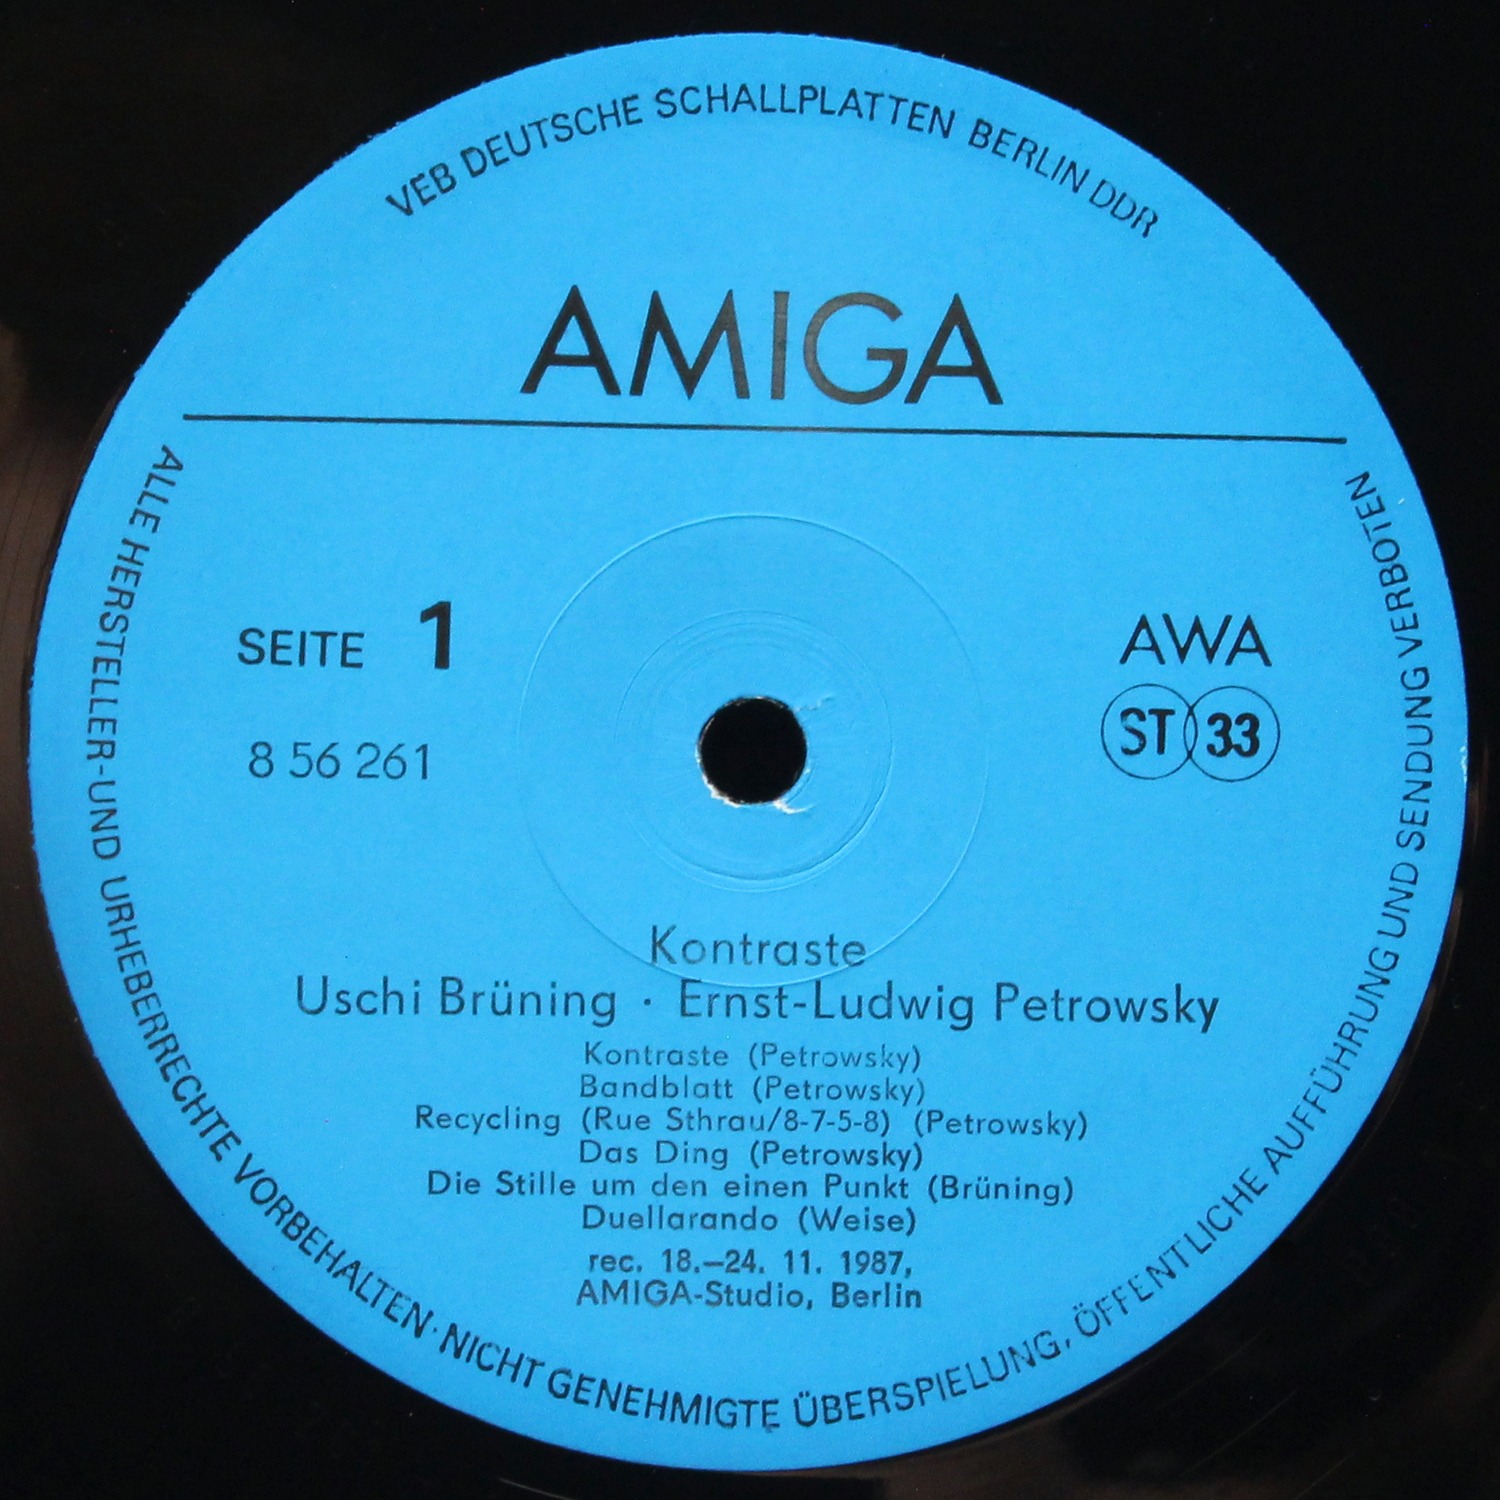 VEB DEUTSCHE SCHALLPLATTEN BERLIN DDR
AMIGA
SEITE 1
8 56 261
AWA
ST 33
Kontraste
Uschi Brüning · Ernst-Ludwig Petrowsky
Kontraste (Petrowsky)
Bandblatt (Petrowsky)
Recycling (Rue Sthrau/8-7-5-8) (Petrowsky)
Das Ding (Petrowsky)
Die Stille um den einen Punkt (Brüning)
Duellarando (Weise)
rec. 18.–24. 11. 1987,
AMIGA-Studio, Berlin
ALLE HERSTELLER-UND URHEBERRECHTE VORBEHALTEN·NICHT GENEHMIGTE ÜBERSPIELUNG, ÖFFENTLICHE AUFFÜHRUNG UND SENDUNG VERBOTEN